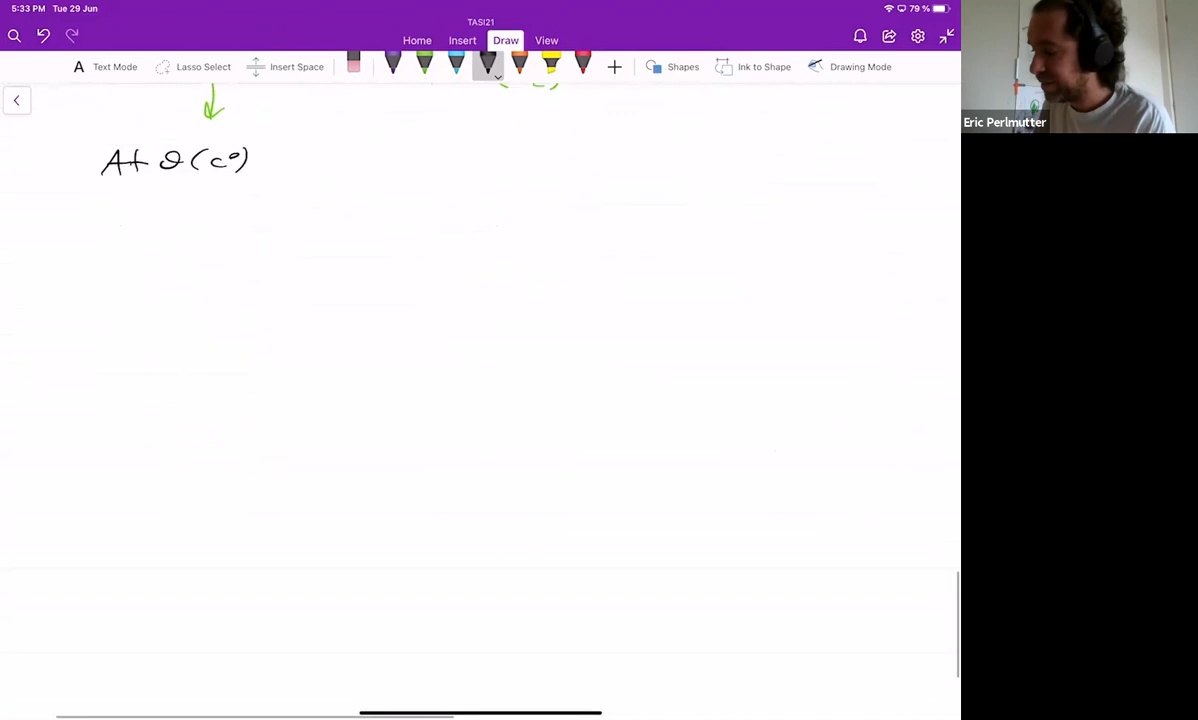 5:33 PM Tue 29 Jun
79 %
TASI21
Home Insert Draw View
Text Mode Lasso Select Insert Space Shapes Ink to Shape Drawing Mode
Eric Perlmutter
At O(c⁰)